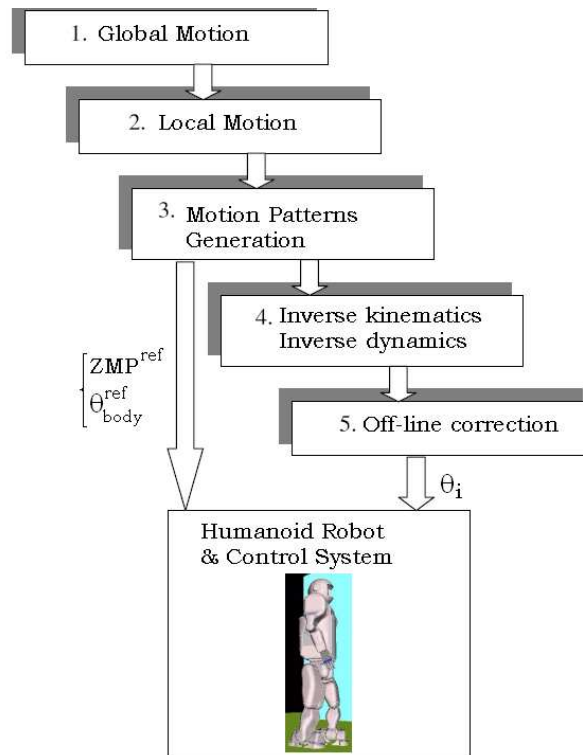 1. Global Motion
2. Local Motion
3. Motion Patterns
Generation
4. Inverse kinematics
Inverse dynamics
ZMP^ref
θ^ref_body
5. Off-line correction
θ_i
Humanoid Robot
& Control System